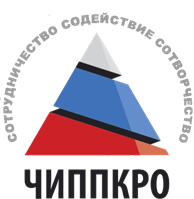 СОТРУДНИЧЕСТВО СОДЕЙСТВИЕ СОТВОРЧЕСТВО
ЧИППКРО